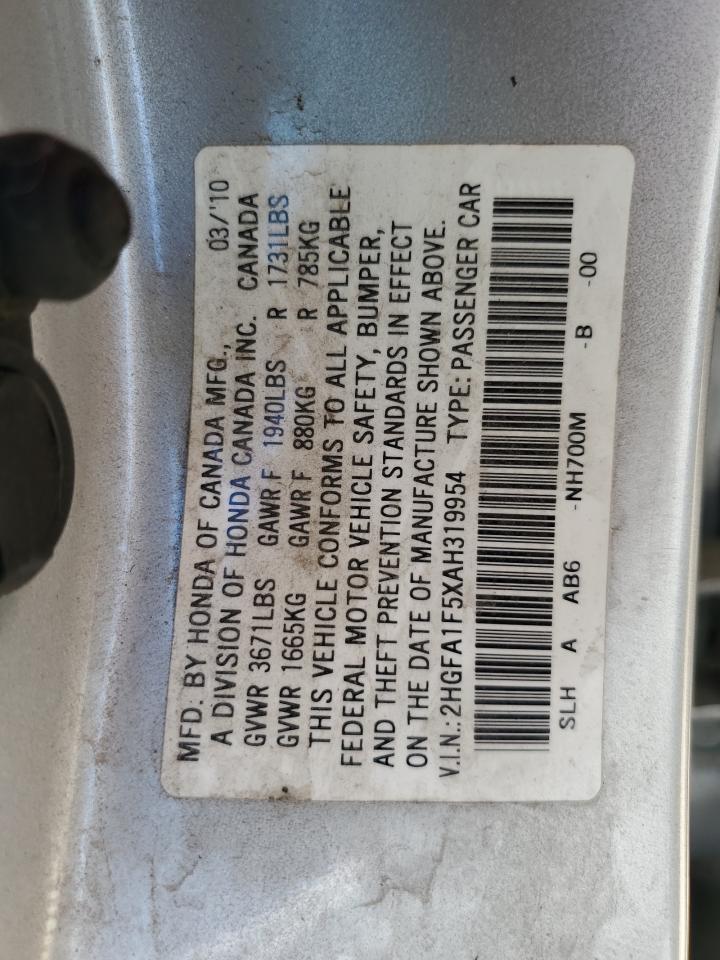 MFD. BY HONDA OF CANADA MFG., 03/'10
A DIVISION OF HONDA CANADA INC. CANADA
GVWR 3671LBS GAWR F 1940LBS R 1731LBS
GVWR 1665KG GAWR F 880KG R 785KG
THIS VEHICLE CONFORMS TO ALL APPLICABLE
FEDERAL MOTOR VEHICLE SAFETY, BUMPER,
AND THEFT PREVENTION STANDARDS IN EFFECT
ON THE DATE OF MANUFACTURE SHOWN ABOVE.
V.I.N.: 2HGFA1F5XAH319954 TYPE: PASSENGER CAR
SLH A AB6 -NH700M -B -00